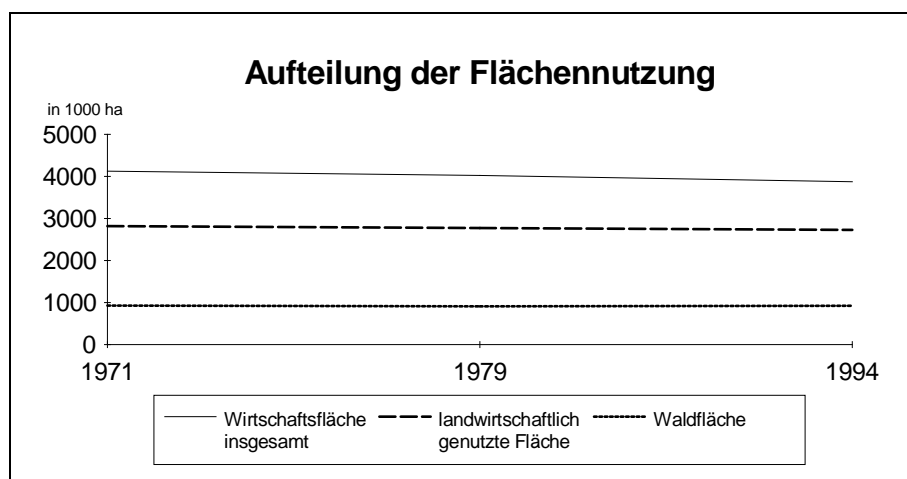 Aufteilung der Flächennutzung
in 1000 ha
5000
4000
3000
2000
1000
0
1971 1979 1994
Wirtschaftsfläche insgesamt
landwirtschaftlich genutzte Fläche
Waldfläche